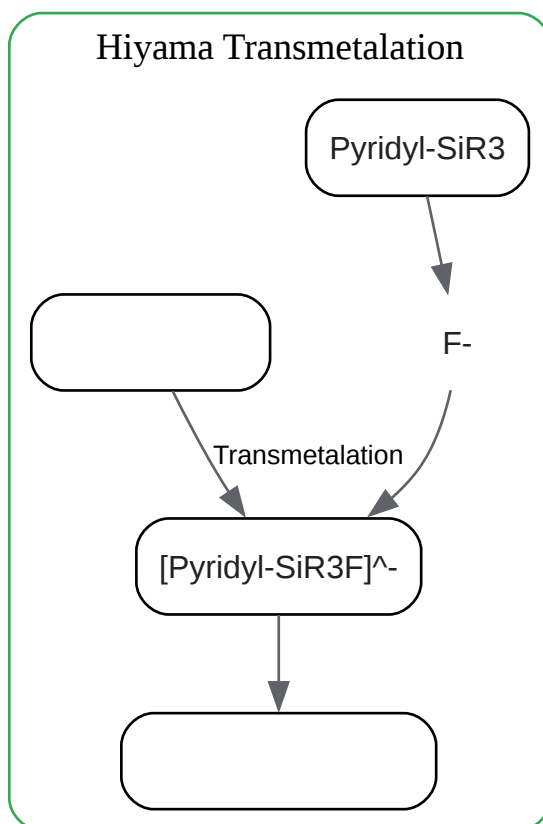 Hiyama Transmetalation
Pyridyl-SiR3
F-
Transmetalation
[Pyridyl-SiR3F]^-